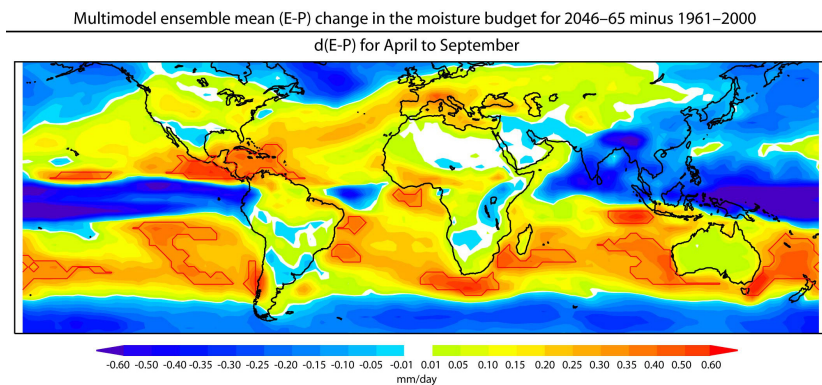 Multimodel ensemble mean (E-P) change in the moisture budget for 2046–65 minus 1961–2000
d(E-P) for April to September
-0.60 -0.50 -0.40 -0.35 -0.30 -0.25 -0.20 -0.15 -0.10 -0.05 -0.01 0.01 0.05 0.10 0.15 0.20 0.25 0.30 0.35 0.40 0.50 0.60
mm/day